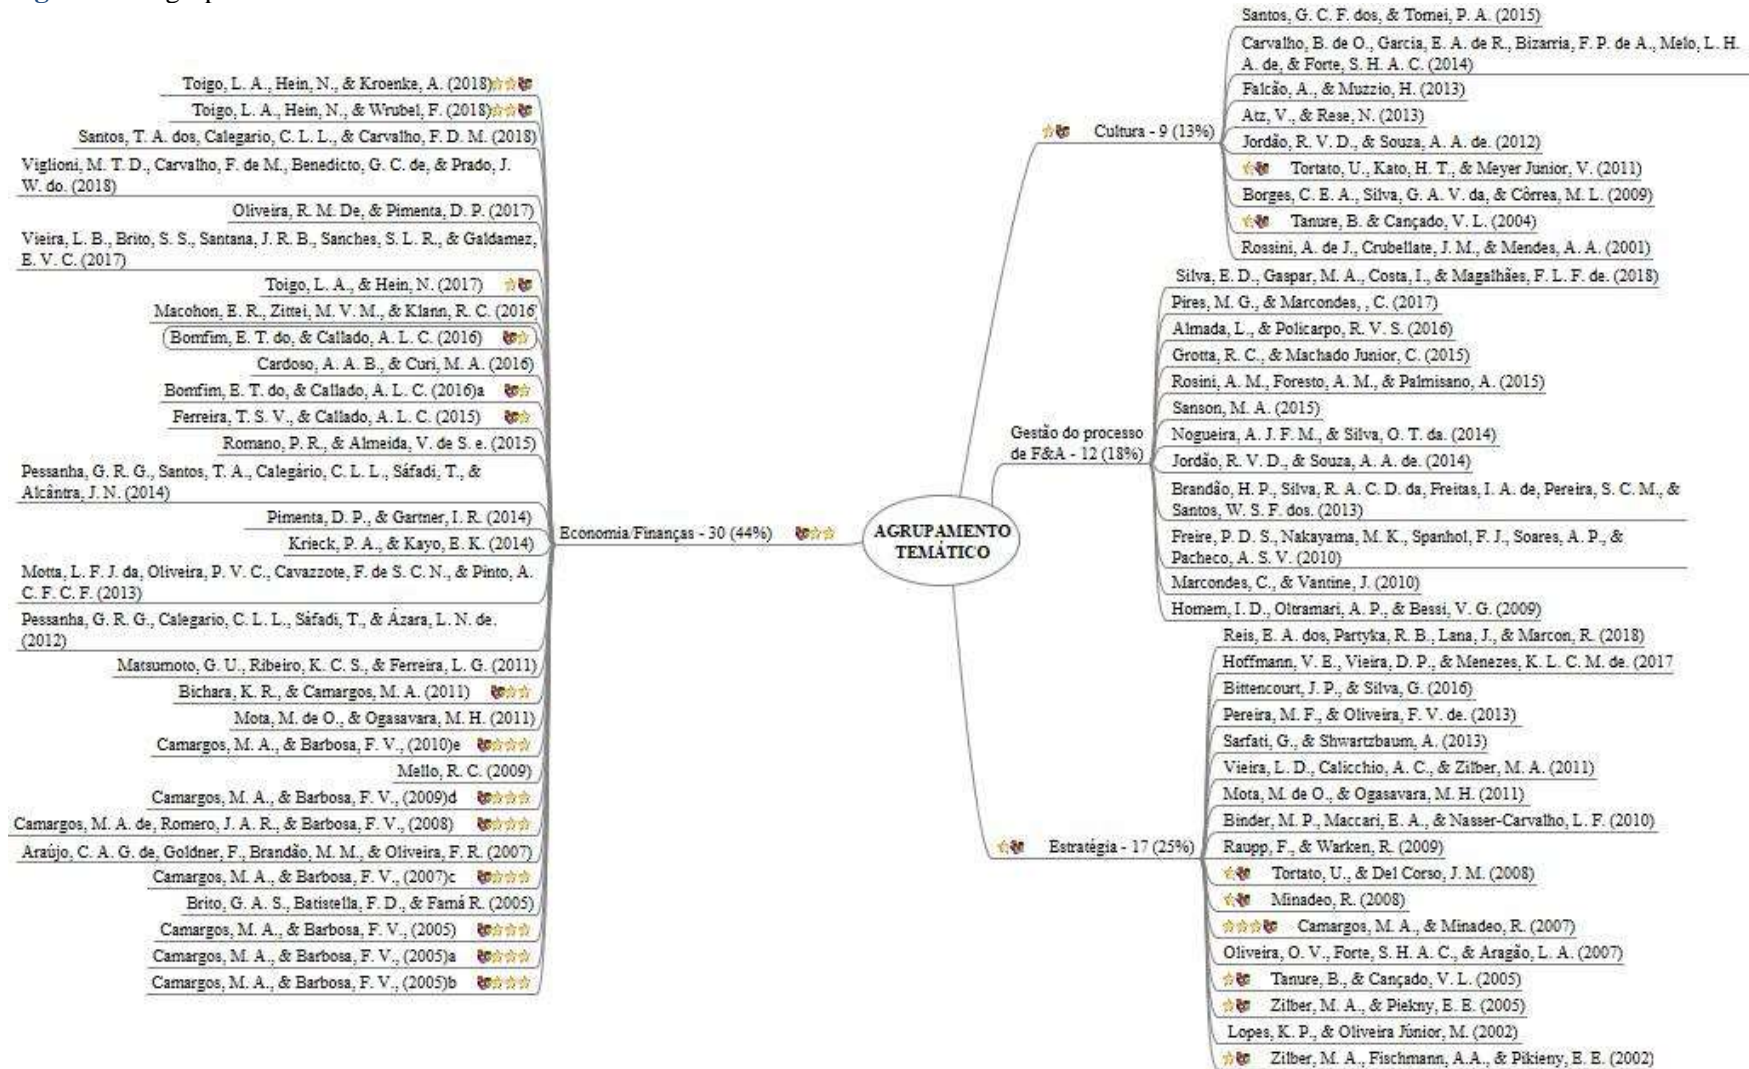 Toigo, L. A., Hein, N., & Kroenke, A. (2018)
Toigo, L. A., Hein, N., & Wrubel, F. (2018)
Santos, T. A. dos, Calegario, C. L. L., & Carvalho, F. D. M. (2018)
Viglioni, M. T. D., Carvalho, F. de M., Benedicto, G. C. de, & Prado, J.
W. do. (2018)
Oliveira, R. M. De, & Pimenta, D. P. (2017)
Vieira, L. B., Brito, S. S., Santana, J. R. B., Sanches, S. L. R., & Galdamez,
E. V. C. (2017)
Toigo, L. A., & Hein, N. (2017)
Macohon, E. R., Zittei, M. V. M., & Klann, R. C. (2016
Bomfim, E. T. do, & Callado, A. L. C. (2016)
Cardoso, A. A. B., & Curi, M. A. (2016)
Bomfim, E. T. do, & Callado, A. L. C. (2016)a
Ferreira, T. S. V., & Callado, A. L. C. (2015)
Romano, P. R., & Almeida, V. de S. e. (2015)
Pessanha, G. R. G., Santos, T. A., Calegário, C. L. L., Sáfadi, T., &
Alcântra, J. N. (2014)
Pimenta, D. P., & Gartner, I. R. (2014)
Krieck, P. A., & Kayo, E. K. (2014)
Motta, L. F. J. da, Oliveira, P. V. C., Cavazzote, F. de S. C. N., & Pinto, A.
C. F. C. F. (2013)
Pessanha, G. R. G., Calegario, C. L. L., Sáfadi, T., & Ázara, L. N. de.
(2012)
Matsumoto, G. U., Ribeiro, K. C. S., & Ferreira, L. G. (2011)
Bichara, K. R., & Camargos, M. A. (2011)
Mota, M. de O., & Ogasavara, M. H. (2011)
Camargos, M. A., & Barbosa, F. V., (2010)e
Mello, R. C. (2009)
Camargos, M. A., & Barbosa, F. V., (2009)d
Camargos, M. A. de, Romero, J. A. R., & Barbosa, F. V., (2008)
Araújo, C. A. G. de, Goldner, F., Brandão, M. M., & Oliveira, F. R. (2007)
Camargos, M. A., & Barbosa, F. V., (2007)c
Brito, G. A. S., Batistella, F. D., & Famá R. (2005)
Camargos, M. A., & Barbosa, F. V., (2005)
Camargos, M. A., & Barbosa, F. V., (2005)a
Camargos, M. A., & Barbosa, F. V., (2005)b
Economia/Finanças - 30 (44%)
AGRUPAMENTO
TEMÁTICO
Cultura - 9 (13%)
Santos, G. C. F. dos, & Tomei, P. A. (2015)
Carvalho, B. de O., Garcia, E. A. de R., Bizarria, F. P. de A., Melo, L. H.
A. de, & Forte, S. H. A. C. (2014)
Falcão, A., & Muzzio, H. (2013)
Atz, V., & Rese, N. (2013)
Jordão, R. V. D., & Souza, A. A. de. (2012)
Tortato, U., Kato, H. T., & Meyer Junior, V. (2011)
Borges, C. E. A., Silva, G. A. V. da, & Côrrea, M. L. (2009)
Tanure, B. & Cançado, V. L. (2004)
Rossini, A. de J., Crubellate, J. M., & Mendes, A. A. (2001)
Gestão do processo
de F&A - 12 (18%)
Silva, E. D., Gaspar, M. A., Costa, I., & Magalhães, F. L. F. de. (2018)
Pires, M. G., & Marcondes, , C. (2017)
Almada, L., & Policarpo, R. V. S. (2016)
Grotta, R. C., & Machado Junior, C. (2015)
Rosini, A. M., Foresto, A. M., & Palmisano, A. (2015)
Sanson, M. A. (2015)
Nogueira, A. J. F. M., & Silva, O. T. da. (2014)
Jordão, R. V. D., & Souza, A. A. de. (2014)
Brandão, H. P., Silva, R. A. C. D. da, Freitas, I. A. de, Pereira, S. C. M., &
Santos, W. S. F. dos. (2013)
Freire, P. D. S., Nakayama, M. K., Spanhol, F. J., Soares, A. P., &
Pacheco, A. S. V. (2010)
Marcondes, C., & Vantine, J. (2010)
Homem, I. D., Oltramari, A. P., & Bessi, V. G. (2009)
Estratégia - 17 (25%)
Reis, E. A. dos, Partyka, R. B., Lana, J., & Marcon, R. (2018)
Hoffmann, V. E., Vieira, D. P., & Menezes, K. L. C. M. de. (2017
Bittencourt, J. P., & Silva, G. (2016)
Pereira, M. F., & Oliveira, F. V. de. (2013)
Sarfati, G., & Shwartzbaum, A. (2013)
Vieira, L. D., Calicchio, A. C., & Zilber, M. A. (2011)
Mota, M. de O., & Ogasavara, M. H. (2011)
Binder, M. P., Maccari, E. A., & Nasser-Carvalho, L. F. (2010)
Raupp, F., & Warken, R. (2009)
Tortato, U., & Del Corso, J. M. (2008)
Minadeo, R. (2008)
Camargos, M. A., & Minadeo, R. (2007)
Oliveira, O. V., Forte, S. H. A. C., & Aragão, L. A. (2007)
Tanure, B., & Cançado, V. L. (2005)
Zilber, M. A., & Piekny, E. E. (2005)
Lopes, K. P., & Oliveira Júnior, M. (2002)
Zilber, M. A., Fischmann, A.A., & Pikieny, E. E. (2002)